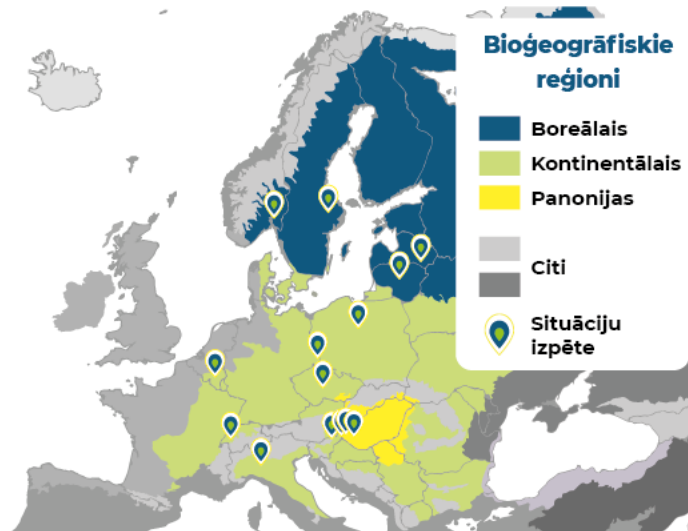 Bioģeogrāfiskie
reģioni
Boreālais
Kontinentālais
Panonijas
Citi
Situāciju
izpēte